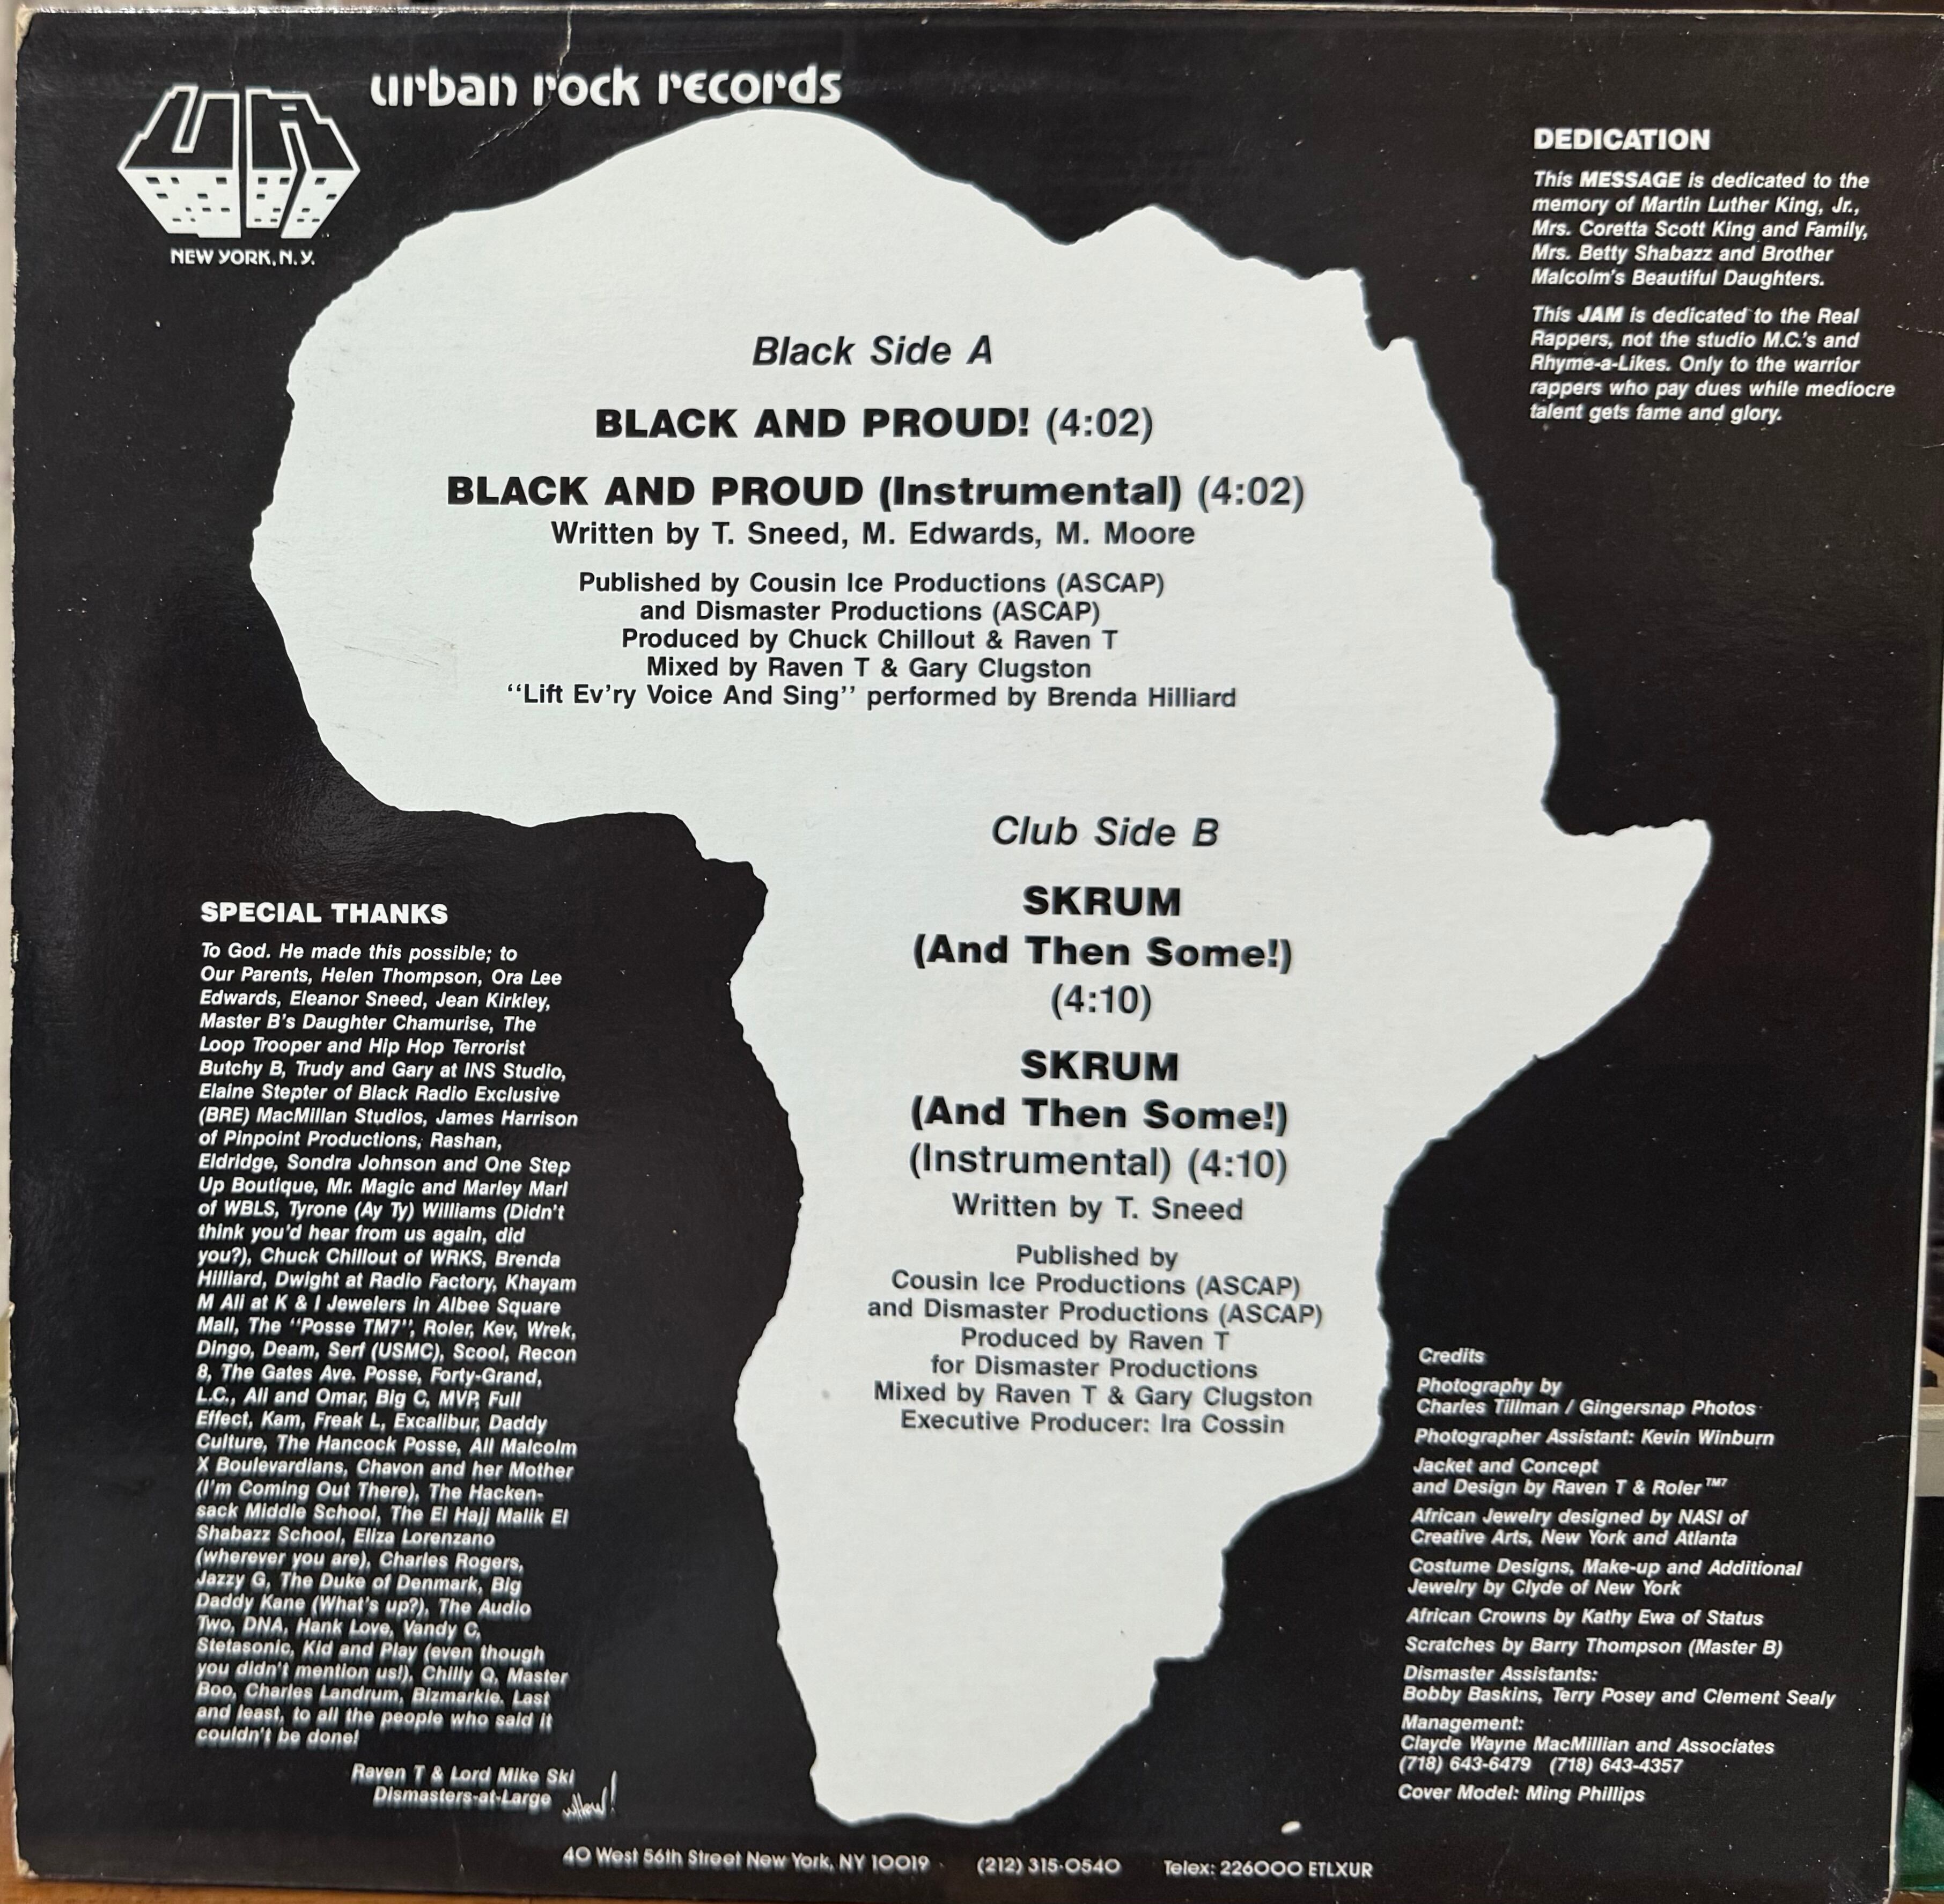 urban rock records
UR
NEW YORK, N.Y.
DEDICATION
This MESSAGE is dedicated to the
memory of Martin Luther King, Jr.,
Mrs. Coretta Scott King and Family,
Mrs. Betty Shabazz and Brother
Malcolm's Beautiful Daughters.
This JAM is dedicated to the Real
Rappers, not the studio M.C.'s and
Rhyme-a-Likes. Only to the warrior
rappers who pay dues while mediocre
talent gets fame and glory.
Black Side A
BLACK AND PROUD! (4:02)
BLACK AND PROUD (Instrumental) (4:02)
Written by T. Sneed, M. Edwards, M. Moore
Published by Cousin Ice Productions (ASCAP)
and Dismaster Productions (ASCAP)
Produced by Chuck Chillout & Raven T
Mixed by Raven T & Gary Clugston
"Lift Ev'ry Voice And Sing" performed by Brenda Hilliard
Club Side B
SKRUM
(And Then Some!)
(4:10)
SKRUM
(And Then Some!)
(Instrumental) (4:10)
Written by T. Sneed
Published by
Cousin Ice Productions (ASCAP)
and Dismaster Productions (ASCAP)
Produced by Raven T
for Dismaster Productions
Mixed by Raven T & Gary Clugston
Executive Producer: Ira Cossin
SPECIAL THANKS
To God. He made this possible; to
Our Parents, Helen Thompson, Ora Lee
Edwards, Eleanor Sneed, Jean Kirkley,
Master B's Daughter Chamurise, The
Loop Trooper and Hip Hop Terrorist
Butchy B, Trudy and Gary at INS Studio,
Elaine Stepter of Black Radio Exclusive
(BRE) MacMillan Studios, James Harrison
of Pinpoint Productions, Rashan,
Eldridge, Sondra Johnson and One Step
Up Boutique, Mr. Magic and Marley Marl
of WBLS, Tyrone (Ay Ty) Williams (Didn't
think you'd hear from us again, did
you?), Chuck Chillout of WRKS, Brenda
Hilliard, Dwight at Radio Factory, Khayam
M Ali at K & I Jewelers in Albee Square
Mall, The "Posse TM7", Roler, Kev, Wrek,
Dingo, Deam, Serf (USMC), Scool, Recon
8, The Gates Ave. Posse, Forty-Grand,
L.C., Ali and Omar, Big C, MVP, Full
Effect, Kam, Freak L, Excalibur, Daddy
Culture, The Hancock Posse, All Malcolm
X Boulevardians, Chavon and her Mother
(I'm Coming Out There), The Hacken-
sack Middle School, The El Hajj Malik El
Shabazz School, Eliza Lorenzano
(wherever you are), Charles Rogers,
Jazzy G, The Duke of Denmark, Big
Daddy Kane (What's up?), The Audio
Two, DNA, Hank Love, Vandy C,
Stetasonic, Kid and Play (even though
you didn't mention us!), Chilly Q, Master
Boo, Charles Landrum, Bizmarkie. Last
and least, to all the people who said it
couldn't be done!
Raven T & Lord Mike Ski
Dismasters-at-Large
Credits
Photography by
Charles Tillman / Gingersnap Photos
Photographer Assistant: Kevin Winburn
Jacket and Concept
and Design by Raven T & Roler TM7
African Jewelry designed by NASI of
Creative Arts, New York and Atlanta
Costume Designs, Make-up and Additional
Jewelry by Clyde of New York
African Crowns by Kathy Ewa of Status
Scratches by Barry Thompson (Master B)
Dismaster Assistants:
Bobby Baskins, Terry Posey and Clement Sealy
Management:
Clayde Wayne MacMillian and Associates
(718) 643-6479 (718) 643-4357
Cover Model: Ming Phillips
40 West 56th Street New York, NY 10019 · (212) 315-0540 Telex: 226000 ETLXUR